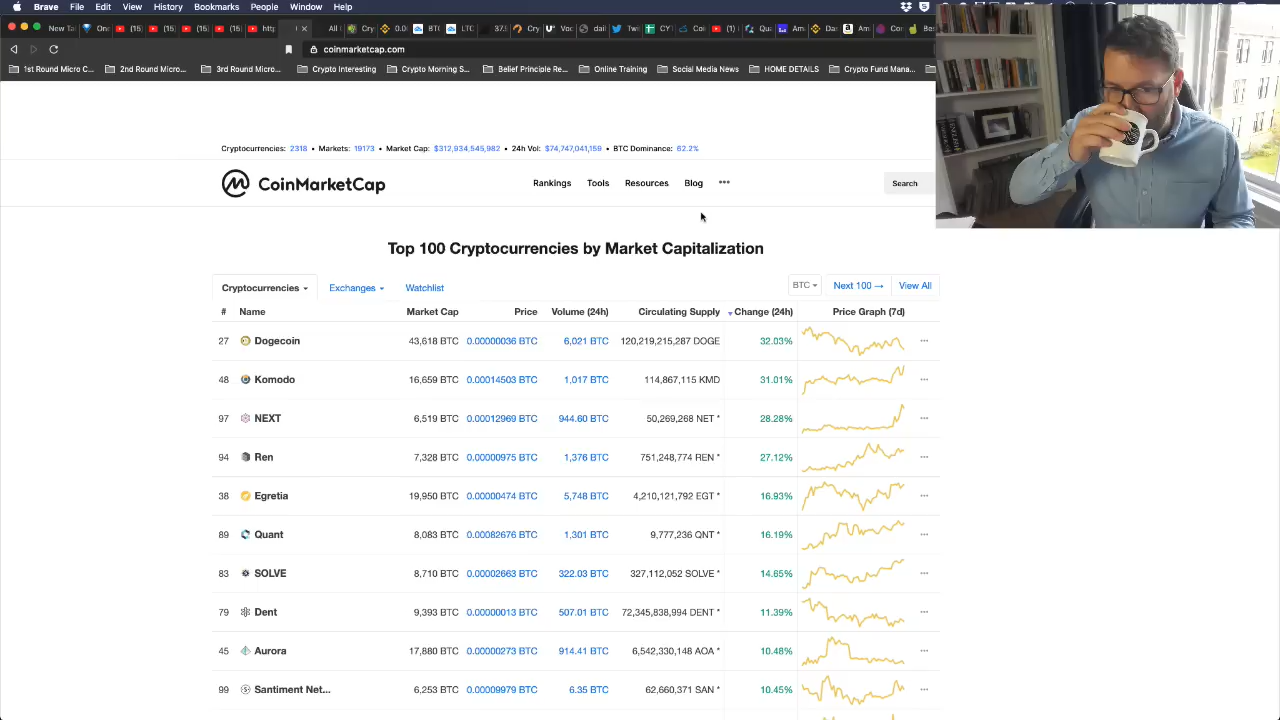 Brave File Edit View History Bookmarks People Window Help
coinmarketcap.com
1st Round Micro C... 2nd Round Micro... 3rd Round Micro... Crypto Interesting Crypto Morning S... Belief Principle Re... Online Training Social Media News HOME DETAILS Crypto Fund Mana...
Cryptocurrencies: 2318 • Markets: 19173 • Market Cap: $312,934,545,982 • 24h Vol: $74,747,041,159 • BTC Dominance: 62.2%
CoinMarketCap Rankings Tools Resources Blog ••• Search
Top 100 Cryptocurrencies by Market Capitalization
Cryptocurrencies Exchanges Watchlist BTC Next 100 → View All
# Name Market Cap Price Volume (24h) Circulating Supply Change (24h) Price Graph (7d)
27 Dogecoin 43,618 BTC 0.00000036 BTC 6,021 BTC 120,219,215,287 DOGE 32.03%
48 Komodo 16,659 BTC 0.00014503 BTC 1,017 BTC 114,867,115 KMD 31.01%
97 NEXT 6,519 BTC 0.00012969 BTC 944.60 BTC 50,269,268 NET * 28.28%
94 Ren 7,328 BTC 0.00000975 BTC 1,376 BTC 751,248,774 REN * 27.12%
38 Egretia 19,950 BTC 0.00000474 BTC 5,748 BTC 4,210,121,792 EGT * 16.93%
89 Quant 8,083 BTC 0.00082676 BTC 1,301 BTC 9,777,236 QNT * 16.19%
83 SOLVE 8,710 BTC 0.00002663 BTC 322.03 BTC 327,112,052 SOLVE * 14.65%
79 Dent 9,393 BTC 0.00000013 BTC 507.01 BTC 72,345,838,994 DENT * 11.39%
45 Aurora 17,880 BTC 0.00000273 BTC 914.41 BTC 6,542,330,148 AOA * 10.48%
99 Santiment Net... 6,253 BTC 0.00009979 BTC 6.35 BTC 62,660,371 SAN * 10.45%